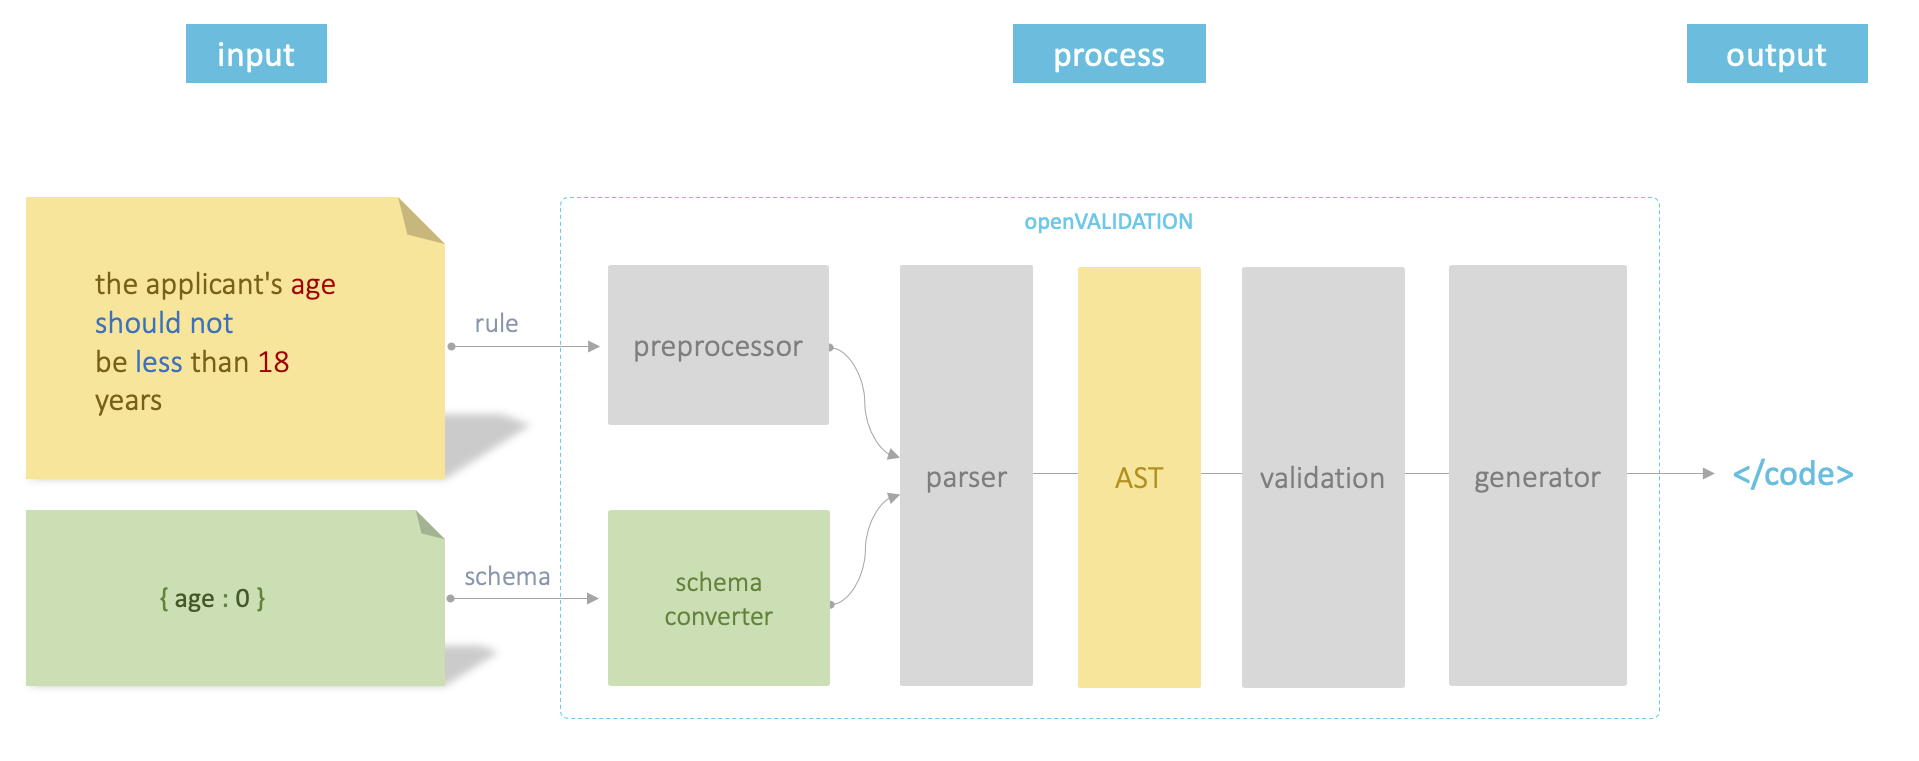 input
process
output
the applicant's age
should not
be less than 18
years
rule
openVALIDATION
preprocessor
parser
AST
validation
generator
</code>
{ age : 0 }
schema
schema
converter